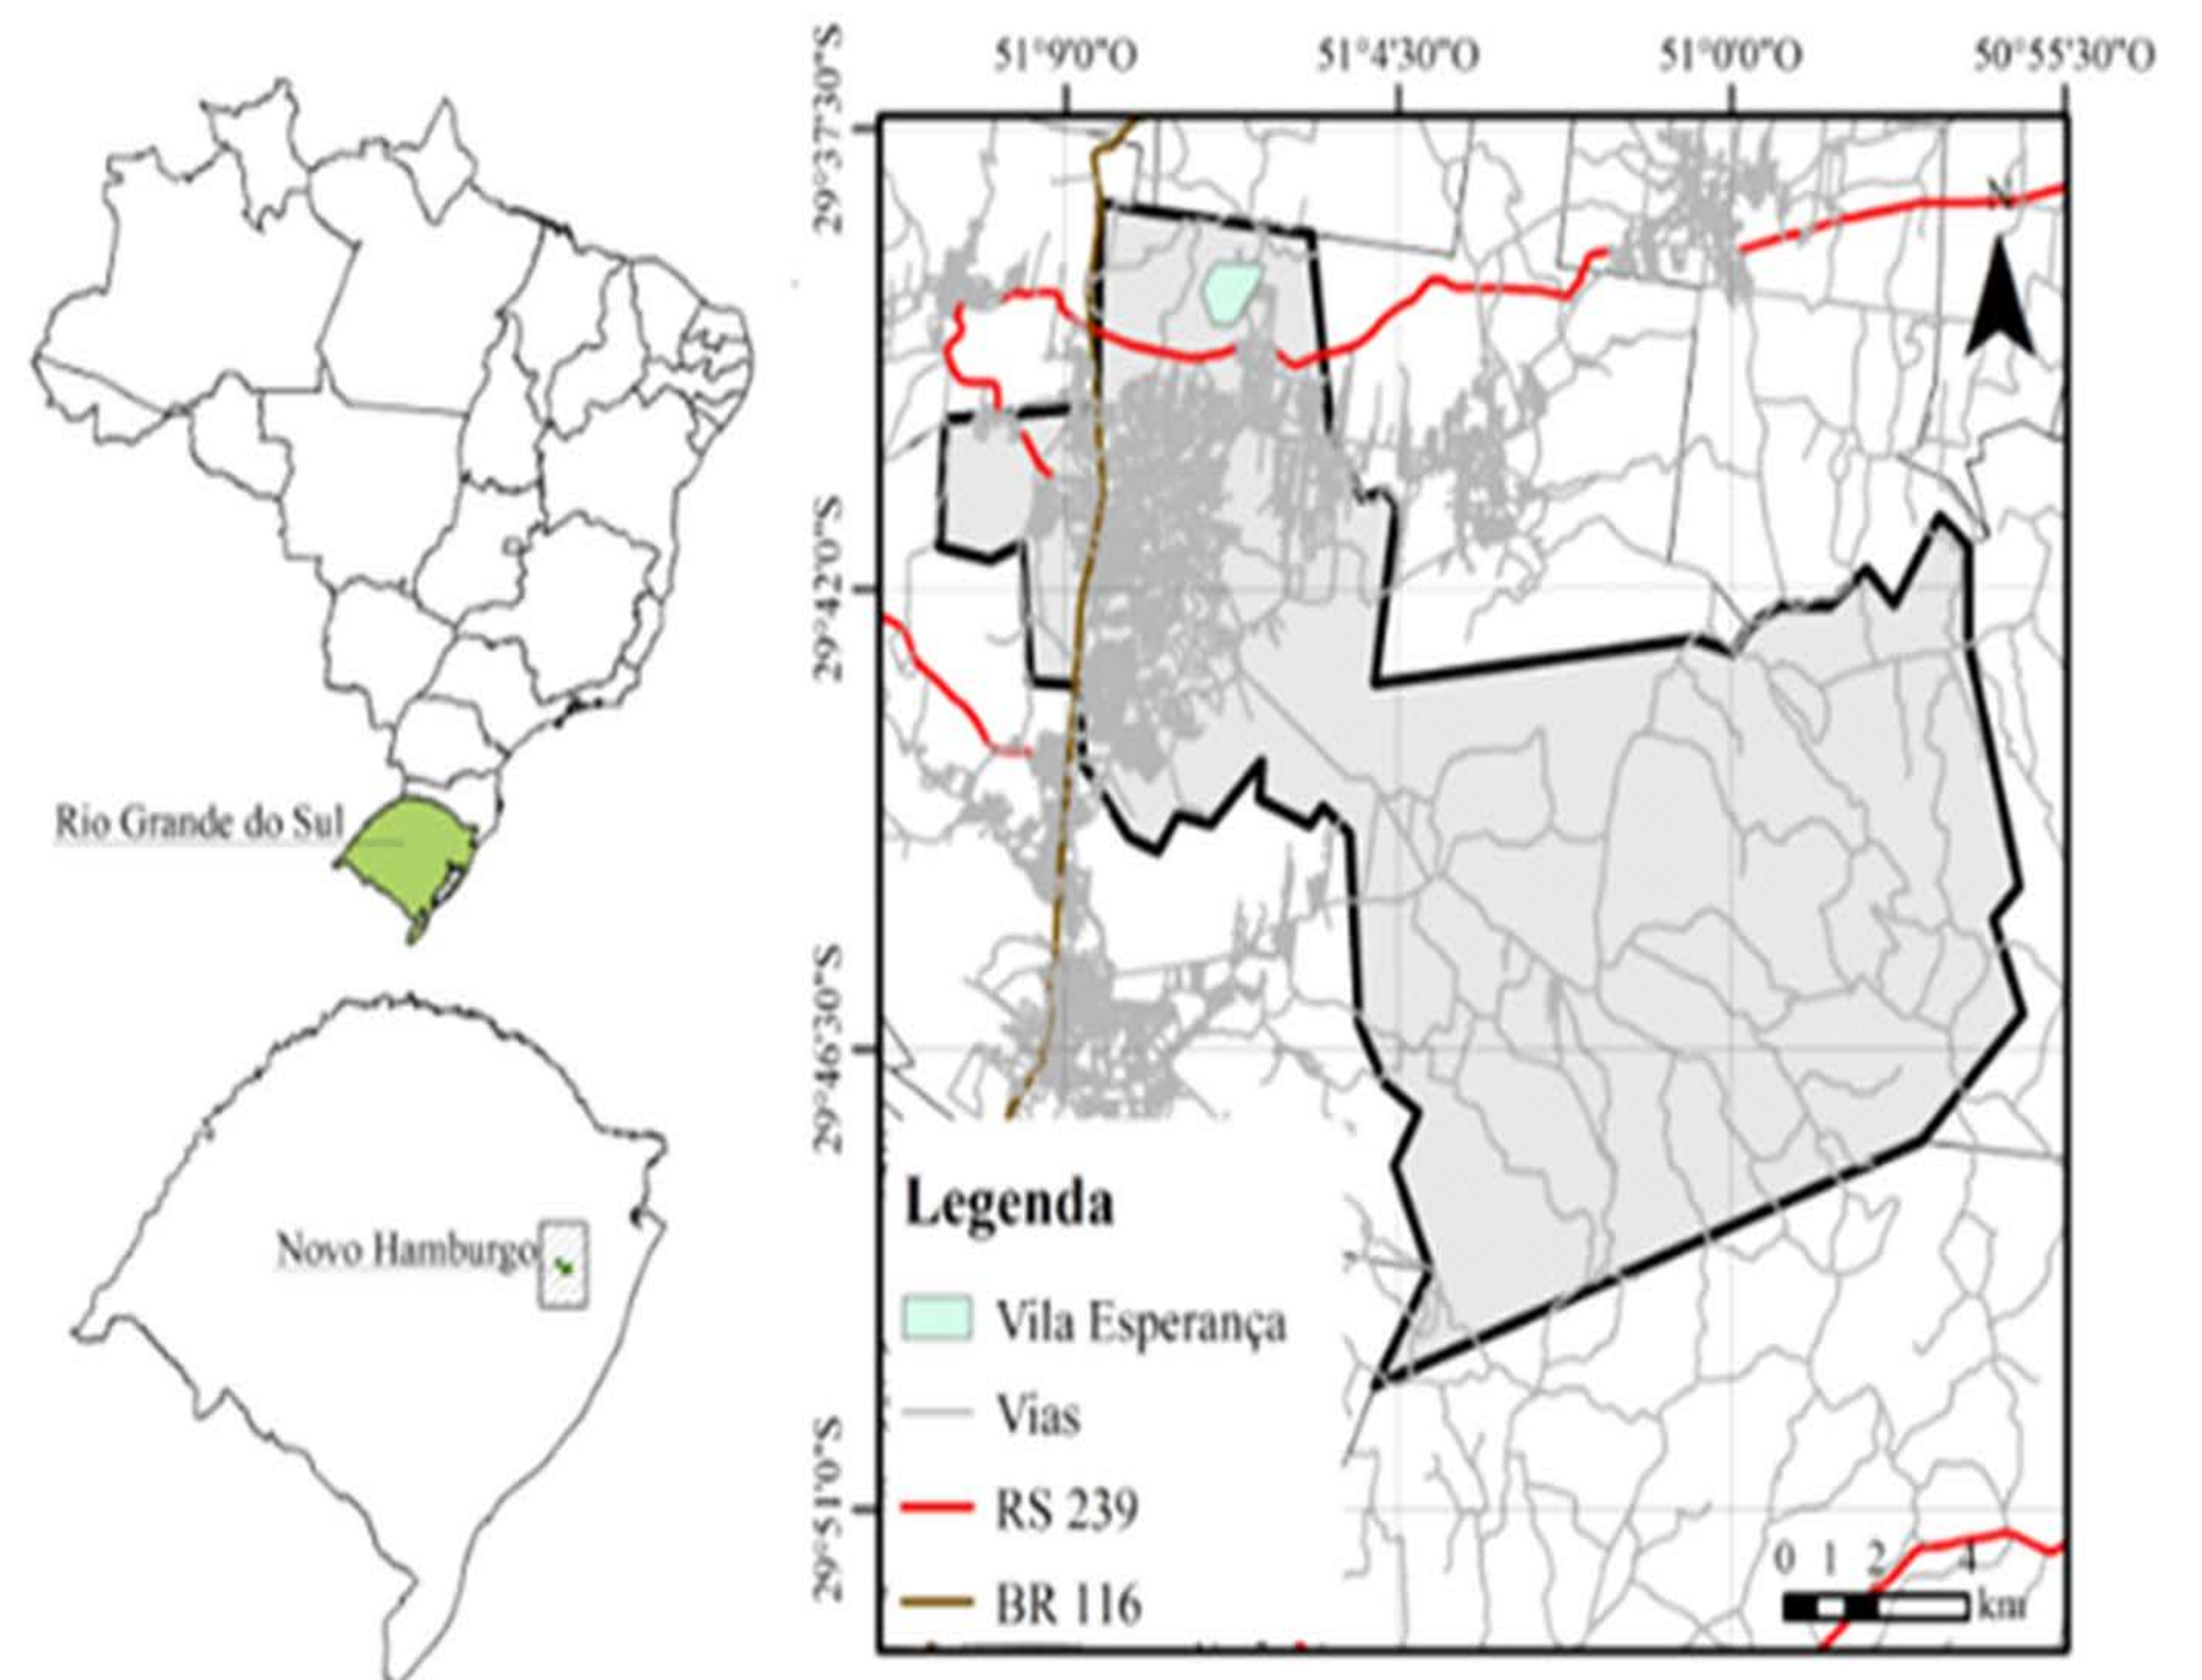 51°9'0"O 51°4'30"O 51°0'0"O 50°55'30"O
29°37'30"S
29°42'0"S
29°46'30"S
29°51'0"S
N
Rio Grande do Sul
Novo Hamburgo
Legenda
Vila Esperança
Vias
RS 239
BR 116
0 1 2 4
km